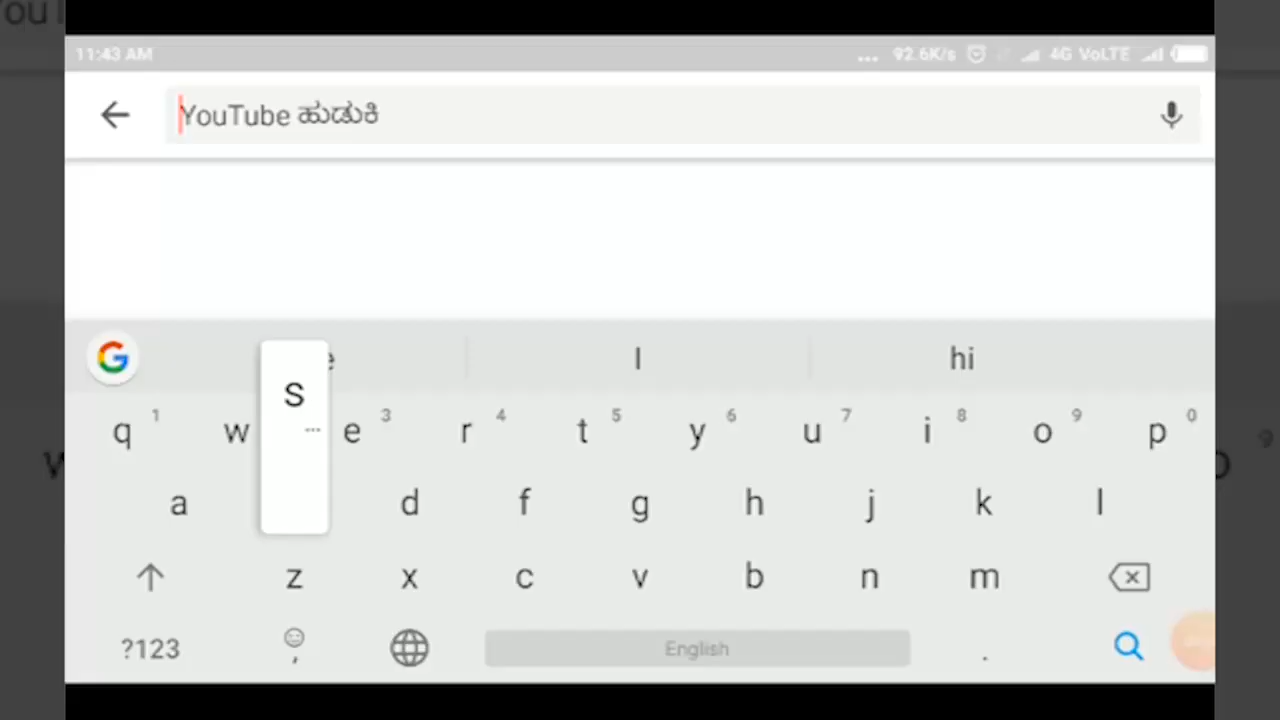 11:43 AM ... 92.6K/s 4G VoLTE
YouTube ಹುಡುಕಿ
I hi
q 1 w e 3 r 4 t 5 y 6 u 7 i 8 o 9 p 0
S ...
a d f g h j k l
z x c v b n m
?123 , English .